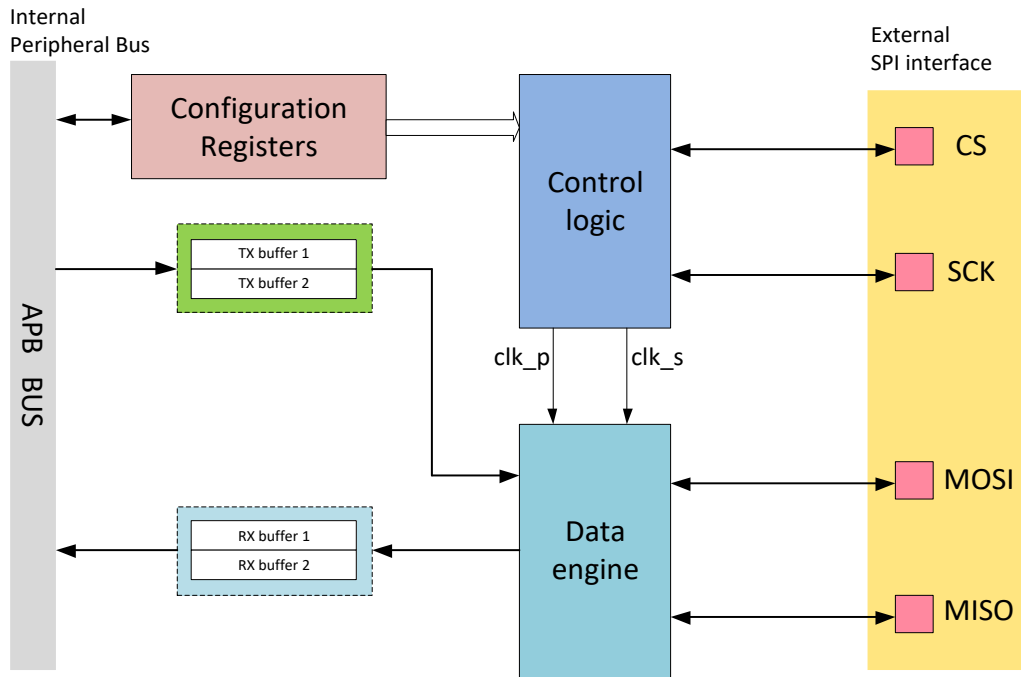 Internal
Peripheral Bus
External
SPI interface
Configuration
Registers
Control
logic
CS
TX buffer 1
TX buffer 2
SCK
APB BUS
clk_p
clk_s
MOSI
RX buffer 1
RX buffer 2
Data
engine
MISO